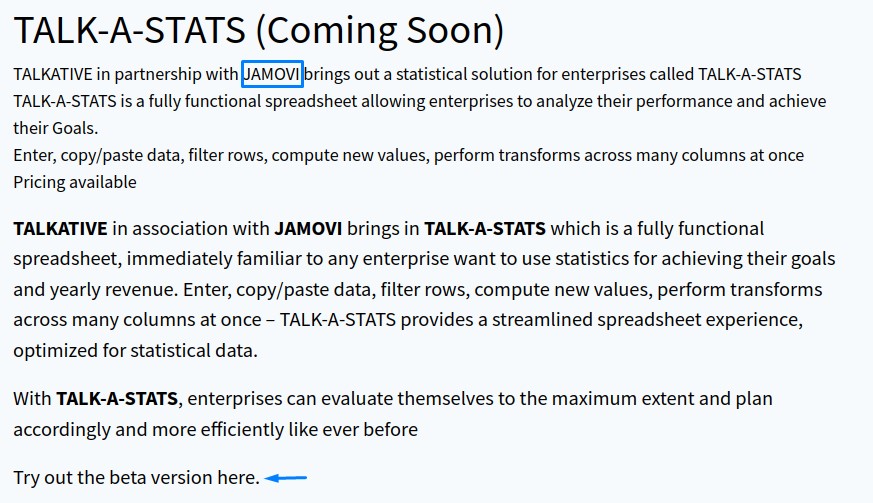 TALK-A-STATS (Coming Soon)
TALKATIVE in partnership with JAMOVI brings out a statistical solution for enterprises called TALK-A-STATS
TALK-A-STATS is a fully functional spreadsheet allowing enterprises to analyze their performance and achieve
their Goals.
Enter, copy/paste data, filter rows, compute new values, perform transforms across many columns at once
Pricing available
TALKATIVE in association with JAMOVI brings in TALK-A-STATS which is a fully functional
spreadsheet, immediately familiar to any enterprise want to use statistics for achieving their goals
and yearly revenue. Enter, copy/paste data, filter rows, compute new values, perform transforms
across many columns at once – TALK-A-STATS provides a streamlined spreadsheet experience,
optimized for statistical data.
With TALK-A-STATS, enterprises can evaluate themselves to the maximum extent and plan
accordingly and more efficiently like ever before
Try out the beta version here.